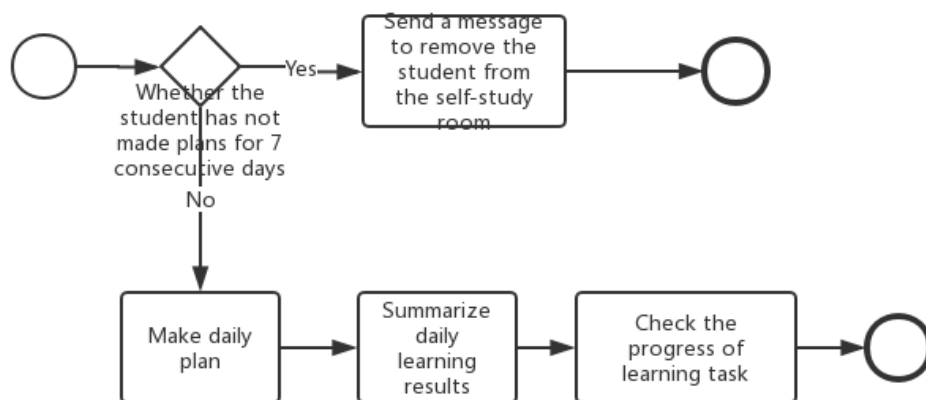 Send a message
to remove the
student from
the self-study
room
Yes
Whether the
student has not
made plans for 7
consecutive days
No
Make daily
plan
Summarize
daily
learning
results
Check the
progress of
learning task